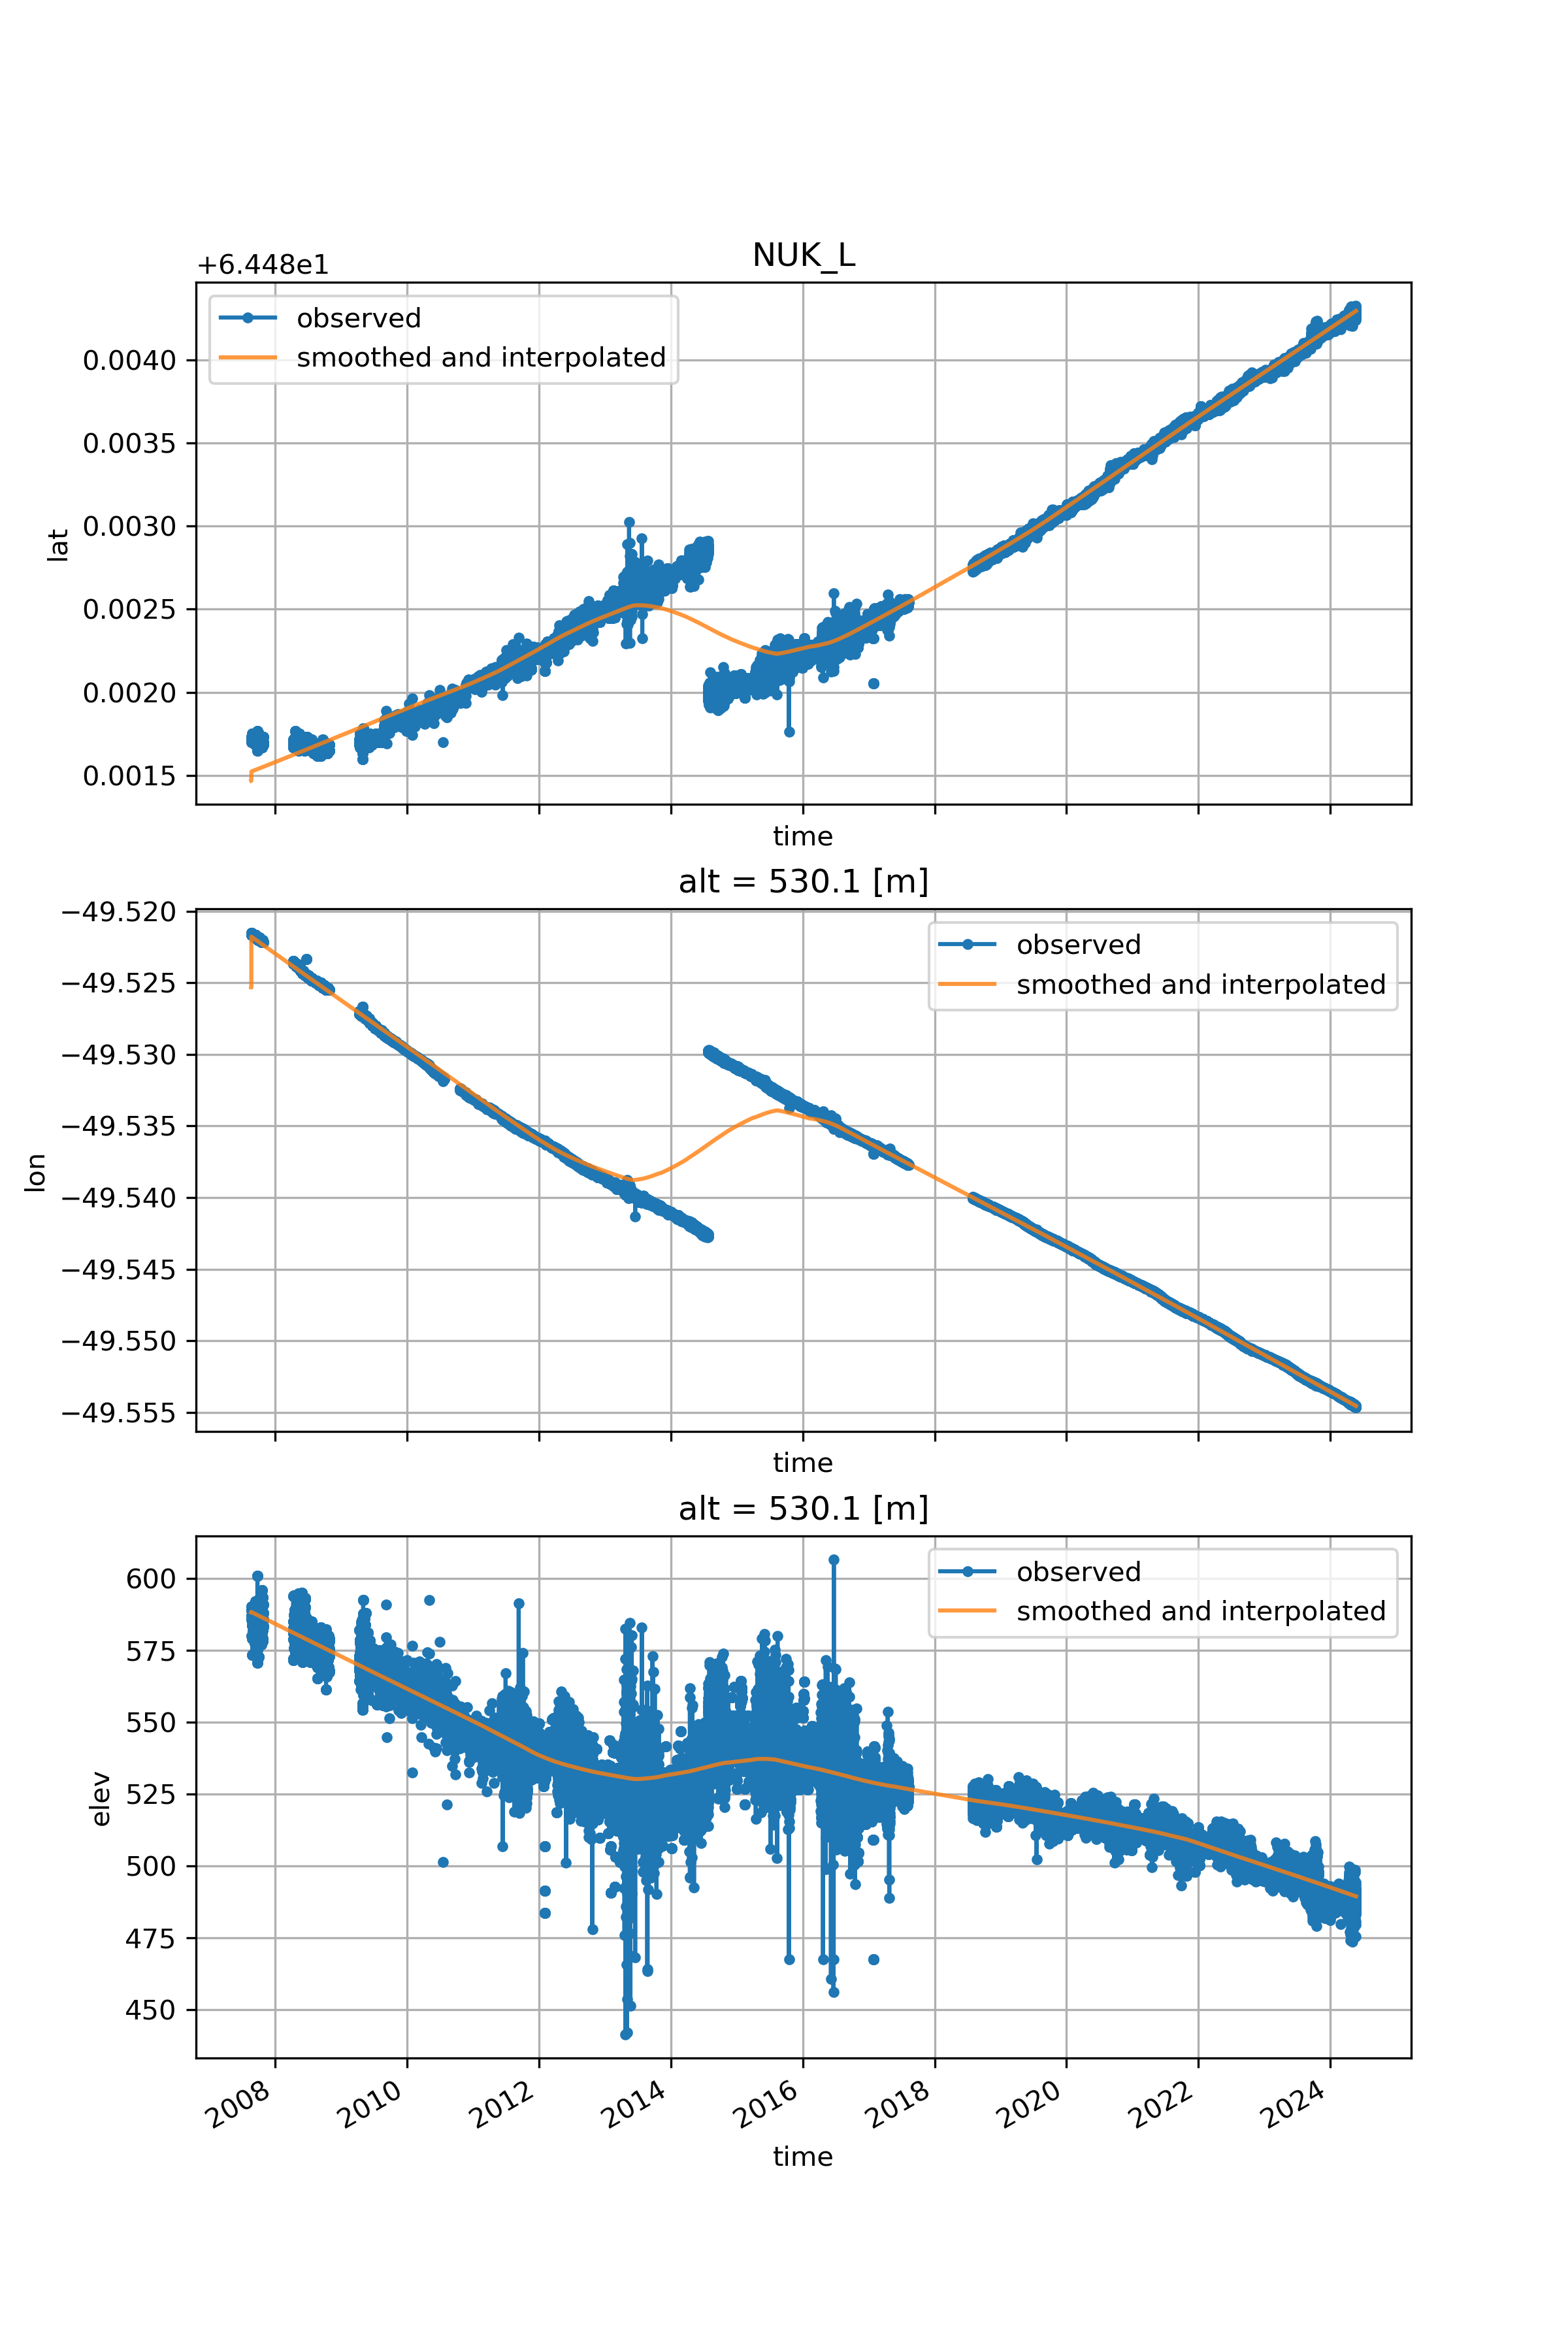 NUK_L
+6.448e1
observed
smoothed and interpolated
0.0040
0.0035
0.0030
0.0025
0.0020
0.0015
lat
time
alt = 530.1 [m]
observed
smoothed and interpolated
−49.520
−49.525
−49.530
−49.535
−49.540
−49.545
−49.550
−49.555
lon
time
alt = 530.1 [m]
observed
smoothed and interpolated
600
575
550
525
500
475
450
elev
2008 2010 2012 2014 2016 2018 2020 2022 2024
time